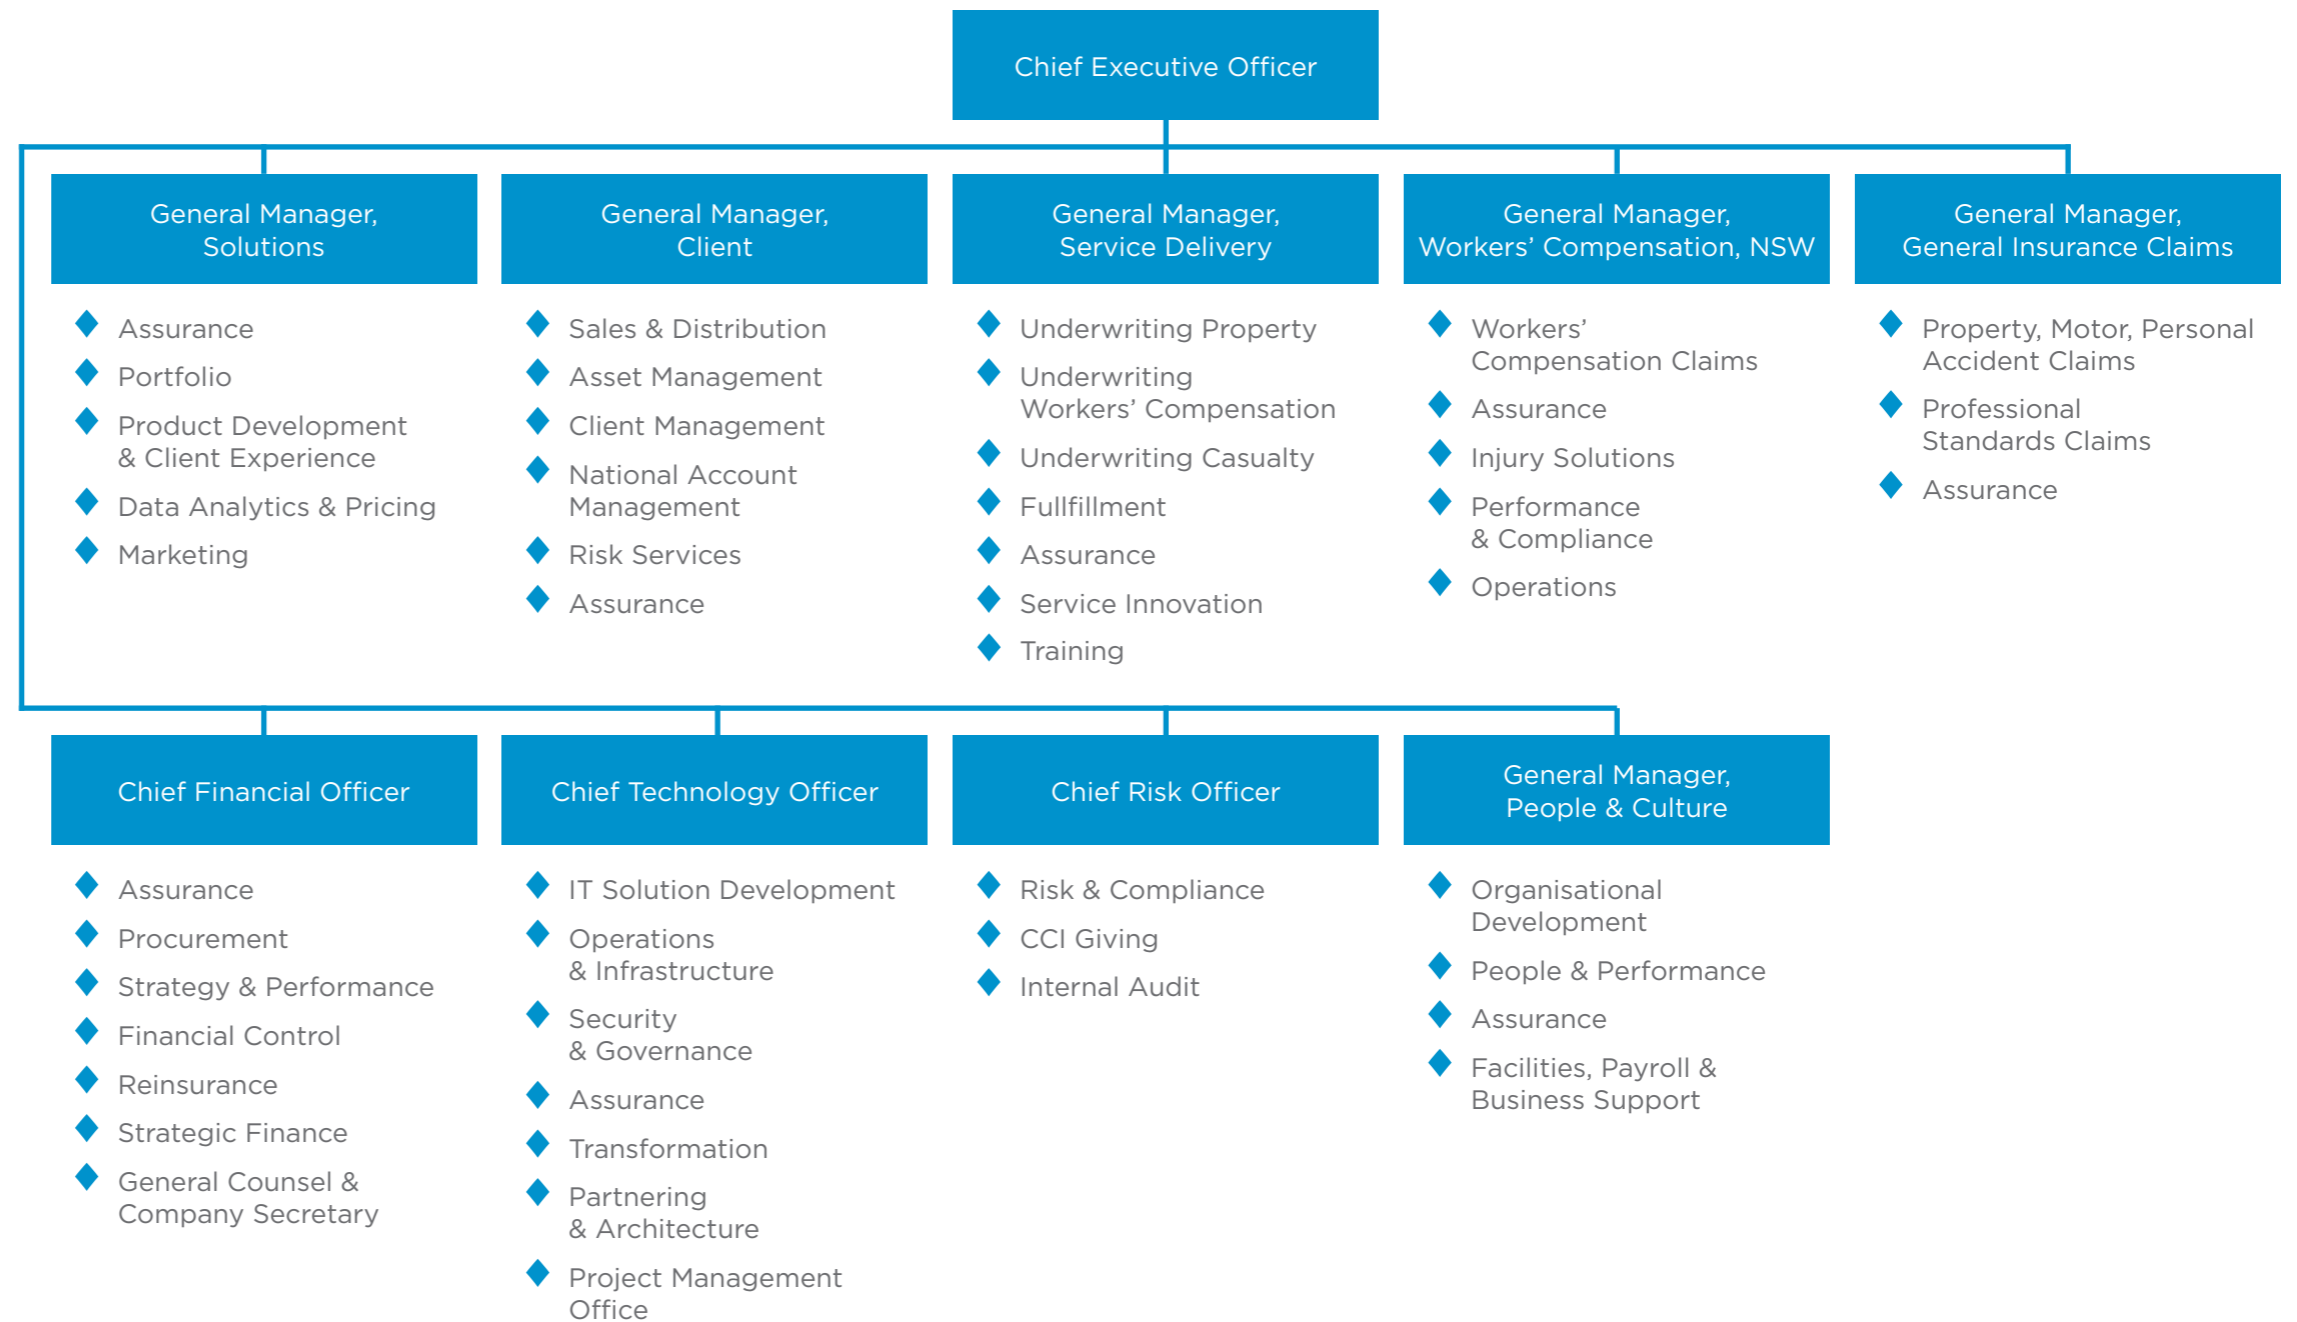 Chief Executive Officer
General Manager,
Solutions
Assurance
Portfolio
Product Development
& Client Experience
Data Analytics & Pricing
Marketing
General Manager,
Client
Sales & Distribution
Asset Management
Client Management
National Account
Management
Risk Services
Assurance
General Manager,
Service Delivery
Underwriting Property
Underwriting
Workers’ Compensation
Underwriting Casualty
Fullfillment
Assurance
Service Innovation
Training
General Manager,
Workers’ Compensation, NSW
Workers’
Compensation Claims
Assurance
Injury Solutions
Performance
& Compliance
Operations
General Manager,
General Insurance Claims
Property, Motor, Personal
Accident Claims
Professional
Standards Claims
Assurance
Chief Financial Officer
Assurance
Procurement
Strategy & Performance
Financial Control
Reinsurance
Strategic Finance
General Counsel &
Company Secretary
Chief Technology Officer
IT Solution Development
Operations
& Infrastructure
Security
& Governance
Assurance
Transformation
Partnering
& Architecture
Project Management
Office
Chief Risk Officer
Risk & Compliance
CCI Giving
Internal Audit
General Manager,
People & Culture
Organisational
Development
People & Performance
Assurance
Facilities, Payroll &
Business Support